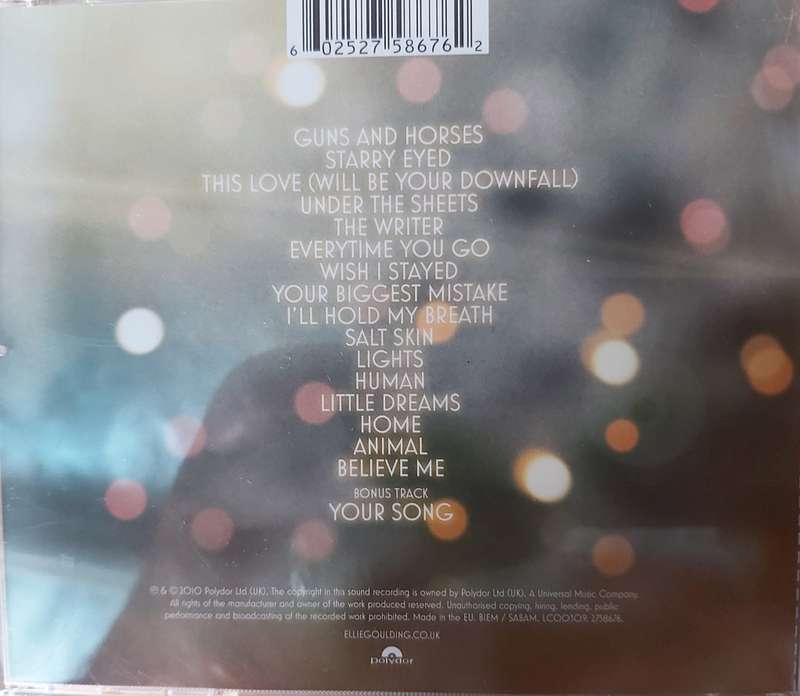 6 02527 58676 2
GUNS AND HORSES
STARRY EYED
THIS LOVE (WILL BE YOUR DOWNFALL)
UNDER THE SHEETS
THE WRITER
EVERYTIME YOU GO
WISH I STAYED
YOUR BIGGEST MISTAKE
I'LL HOLD MY BREATH
SALT SKIN
LIGHTS
HUMAN
LITTLE DREAMS
HOME
ANIMAL
BELIEVE ME
BONUS TRACK
YOUR SONG
℗ & © 2010 Polydor Ltd (UK). The copyright in this sound recording is owned by Polydor Ltd (UK). A Universal Music Company.
All rights of the manufacturer and owner of the work produced reserved. Unauthorised copying, hiring, lending, public
performance and broadcasting of the recorded work prohibited. Made in the EU. BIEM / SABAM. LC00109. 2758676.
ELLIEGOULDING.CO.UK
polydor